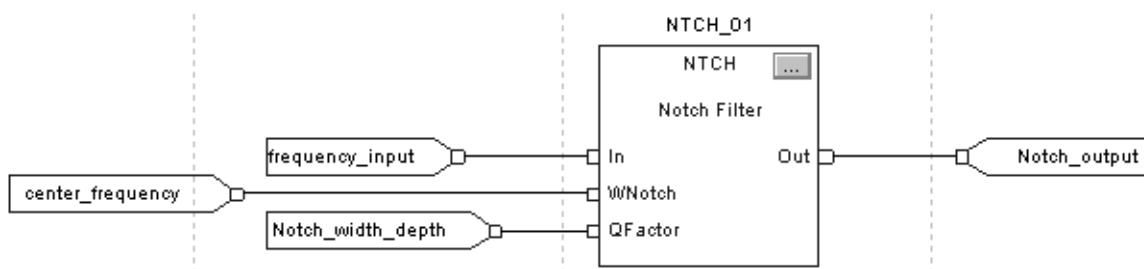 NTCH_01
NTCH
...
Notch Filter
frequency_input
In
Out
Notch_output
center_frequency
WNotch
Notch_width_depth
QFactor